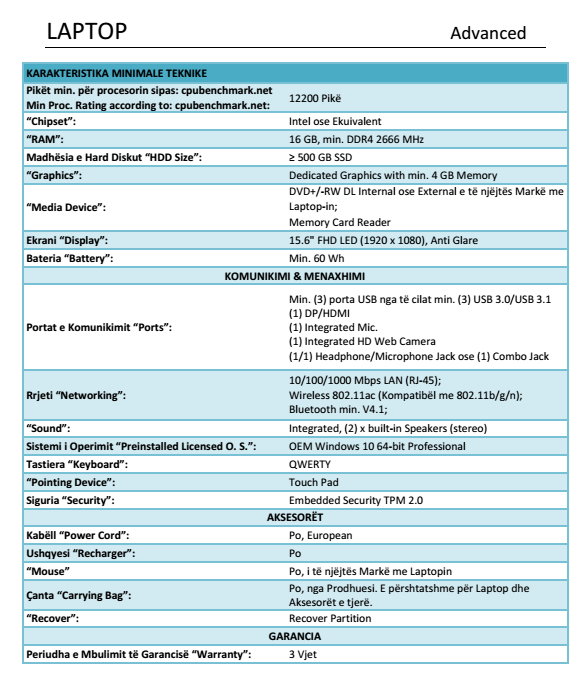 LAPTOP Advanced
KARAKTERISTIKA MINIMALE TEKNIKE
Pikët min. për procesorin sipas: cpubenchmark.net
Min Proc. Rating according to: cpubenchmark.net:
12200 Pikë
“Chipset”: Intel ose Ekuivalent
“RAM”: 16 GB, min. DDR4 2666 MHz
Madhësia e Hard Diskut “HDD Size”: ≥ 500 GB SSD
“Graphics”: Dedicated Graphics with min. 4 GB Memory
“Media Device”:
DVD+/-RW DL Internal ose External e të njëjtës Markë me
Laptop-in;
Memory Card Reader
Ekrani “Display”: 15.6" FHD LED (1920 x 1080), Anti Glare
Bateria “Battery”: Min. 60 Wh
KOMUNIKIMI & MENAXHIMI
Portat e Komunikimit “Ports”:
Min. (3) porta USB nga të cilat min. (3) USB 3.0/USB 3.1
(1) DP/HDMI
(1) Integrated Mic.
(1) Integrated HD Web Camera
(1/1) Headphone/Microphone Jack ose (1) Combo Jack
Rrjeti “Networking”:
10/100/1000 Mbps LAN (RJ-45);
Wireless 802.11ac (Kompatibël me 802.11b/g/n);
Bluetooth min. V4.1;
“Sound”: Integrated, (2) x built-in Speakers (stereo)
Sistemi i Operimit “Preinstalled Licensed O. S.”: OEM Windows 10 64-bit Professional
Tastiera “Keyboard”: QWERTY
“Pointing Device”: Touch Pad
Siguria “Security”: Embedded Security TPM 2.0
AKSESORËT
Kabëll “Power Cord”: Po, European
Ushqyesi “Recharger”: Po
“Mouse” Po, i të njëjtës Markë me Laptopin
Çanta “Carrying Bag”:
Po, nga Prodhuesi. E përshtatshme për Laptop dhe
Aksesorët e tjerë.
“Recover”: Recover Partition
GARANCIA
Periudha e Mbulimit të Garancisë “Warranty”: 3 Vjet